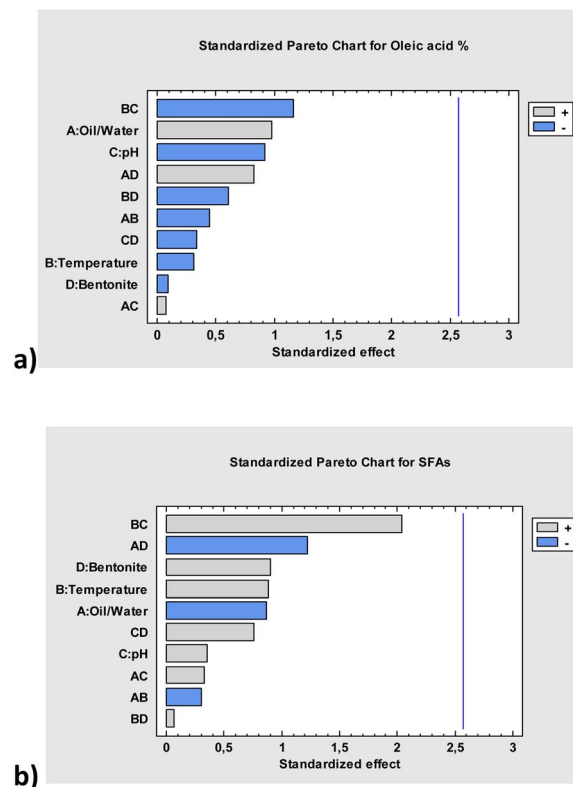 Standardized Pareto Chart for Oleic acid %
BC
A:Oil/Water
C:pH
AD
BD
AB
CD
B:Temperature
D:Bentonite
AC
+
-
0 0,5 1 1,5 2 2,5 3
Standardized effect
a)
Standardized Pareto Chart for SFAs
BC
AD
D:Bentonite
B:Temperature
A:Oil/Water
CD
C:pH
AC
AB
BD
+
-
0 0,5 1 1,5 2 2,5 3
Standardized effect
b)